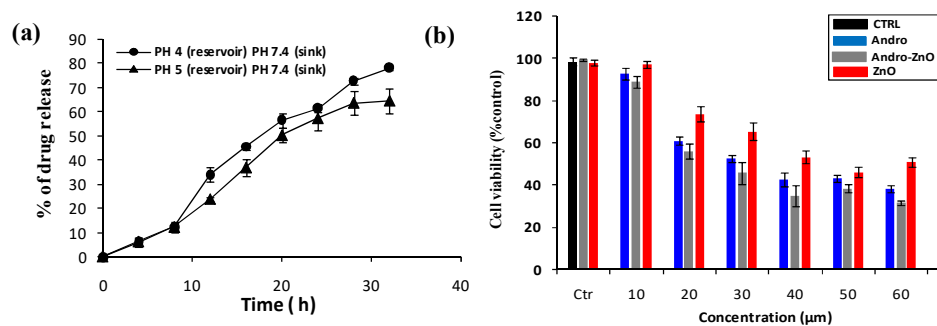 (a)
% of drug release
90
80
70
60
50
40
30
20
10
0
PH 4 (reservoir) PH 7.4 (sink)
PH 5 (reservoir) PH 7.4 (sink)
0 10 20 30 40
Time ( h)
(b)
Cell viability (%control)
120
100
80
60
40
20
0
CTRL
Andro
Andro-ZnO
ZnO
Ctr 10 20 30 40 50 60
Concentration (µm)